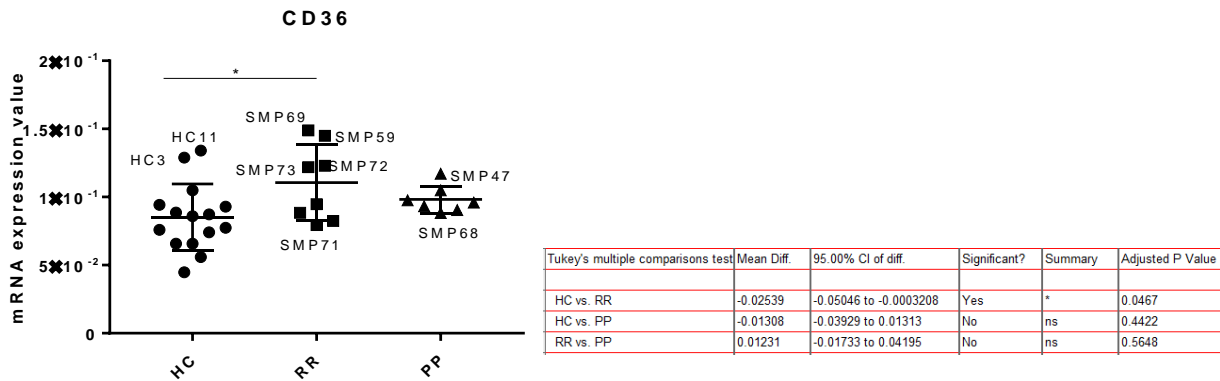 CD36
mRNA expression value
2✖10⁻¹
1.5✖10⁻¹
1✖10⁻¹
5✖10⁻²
0
*
HC11
HC3
SMP69
SMP59
SMP73
SMP72
SMP71
SMP47
SMP68
HC
RR
PP
Tukey's multiple comparisons test Mean Diff. 95.00% CI of diff. Significant? Summary Adjusted P Value
HC vs. RR -0.02539 -0.05046 to -0.0003208 Yes * 0.0467
HC vs. PP -0.01308 -0.03929 to 0.01313 No ns 0.4422
RR vs. PP 0.01231 -0.01733 to 0.04195 No ns 0.5648